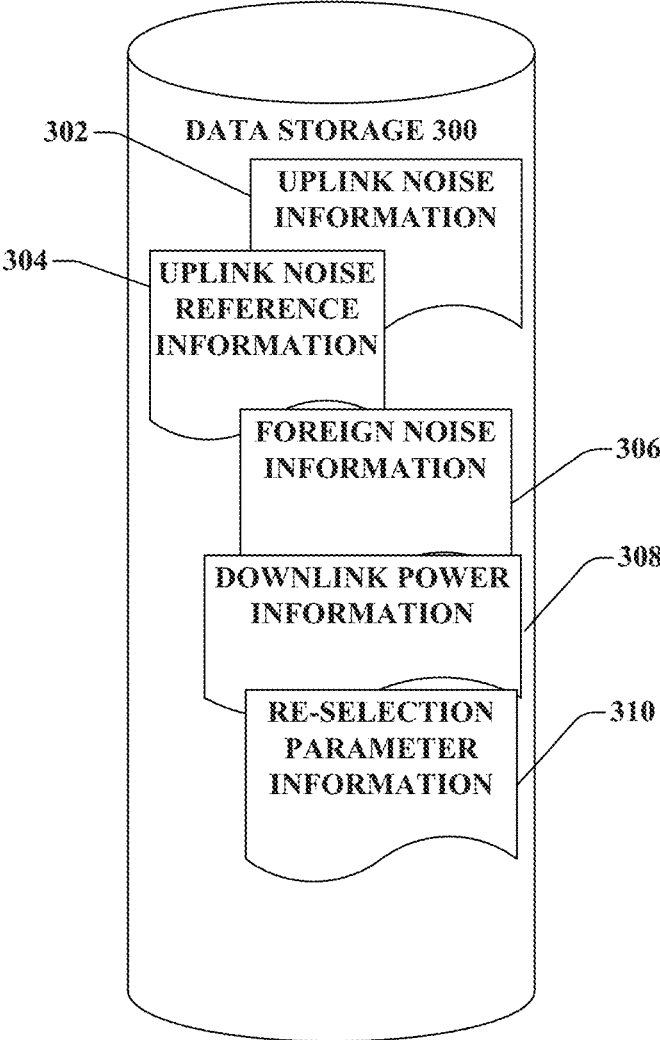 302
DATA STORAGE 300
UPLINK NOISE
INFORMATION
304
UPLINK NOISE
REFERENCE
INFORMATION
FOREIGN NOISE
INFORMATION
306
DOWNLINK POWER
INFORMATION
308
RE-SELECTION
PARAMETER
INFORMATION
310